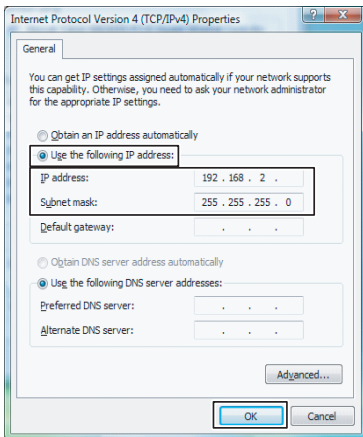 Internet Protocol Version 4 (TCP/IPv4) Properties
General
You can get IP settings assigned automatically if your network supports
this capability. Otherwise, you need to ask your network administrator
for the appropriate IP settings.
Obtain an IP address automatically
Use the following IP address:
IP address: 192 . 168 . 2 .
Subnet mask: 255 . 255 . 255 . 0
Default gateway: . . .
Obtain DNS server address automatically
Use the following DNS server addresses:
Preferred DNS server: . . .
Alternate DNS server: . . .
Advanced...
OK Cancel